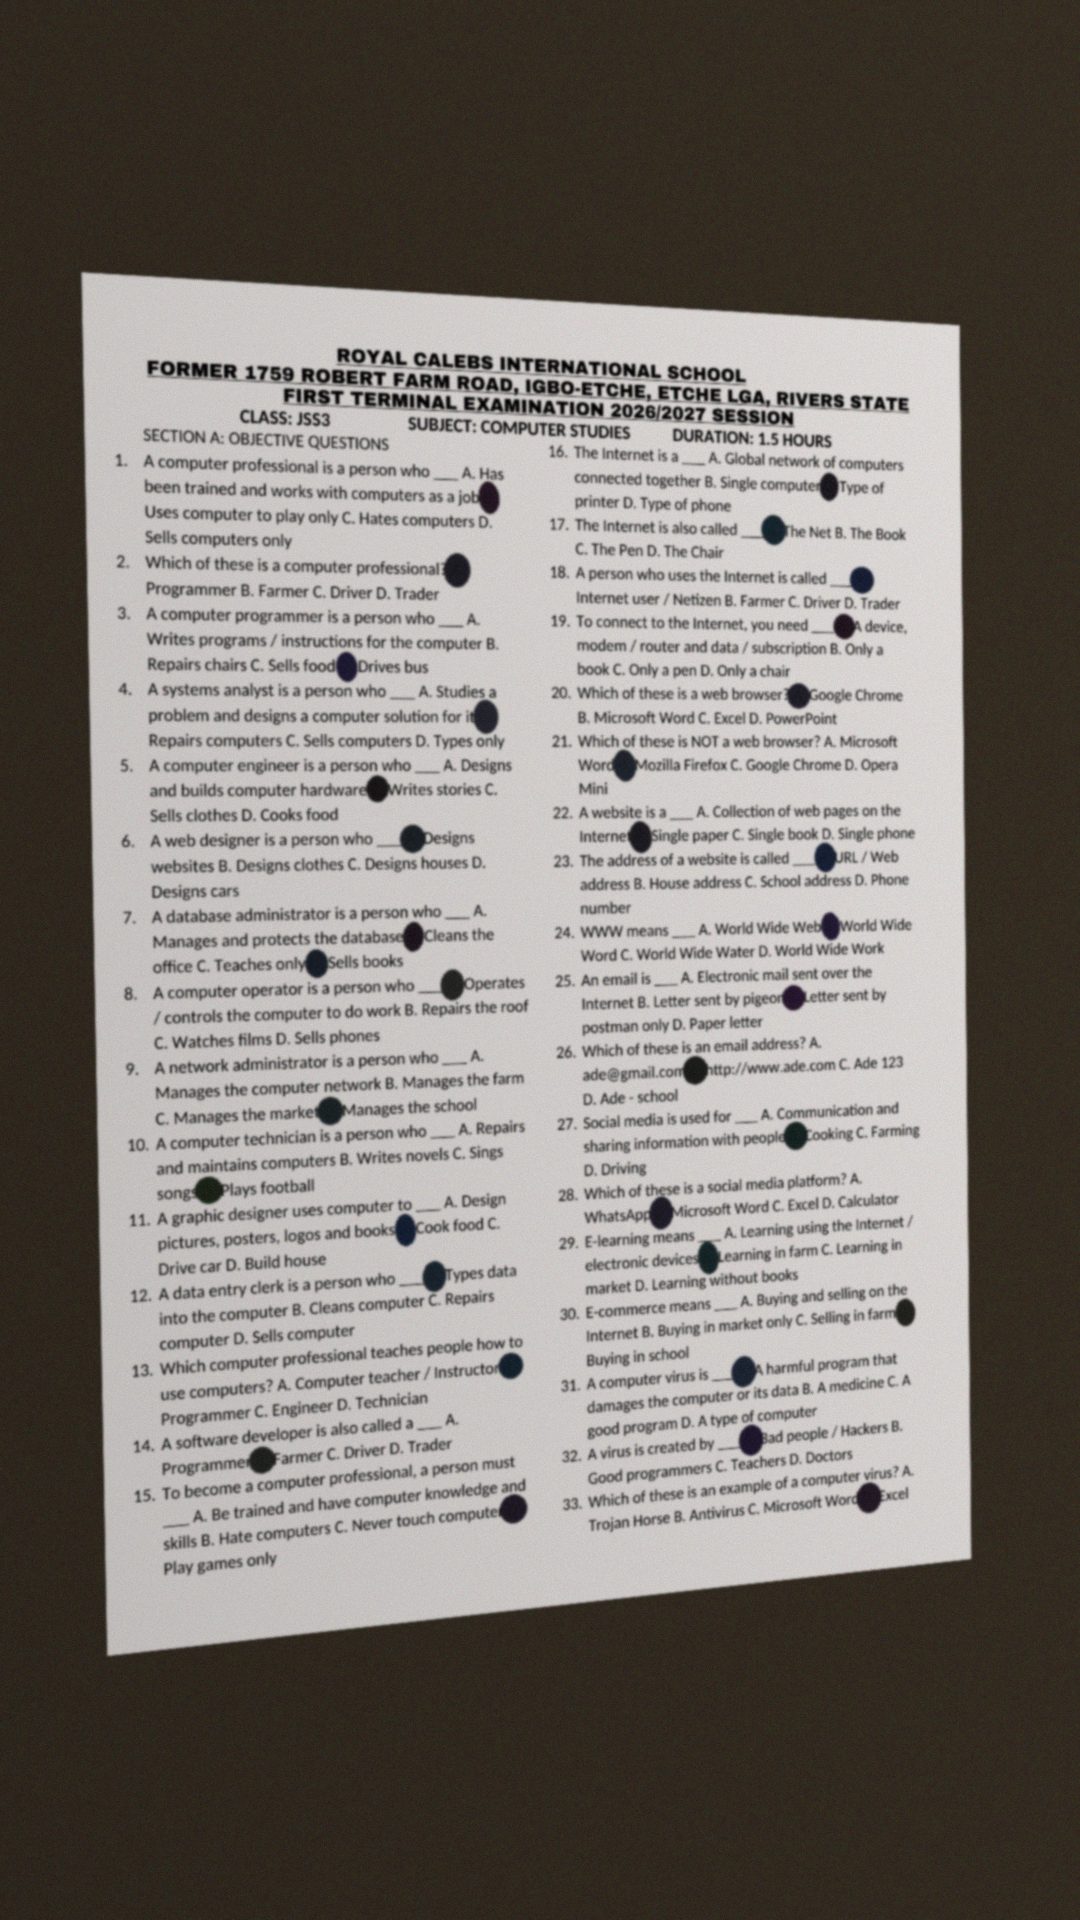 ROYAL CALEBS INTERNATIONAL SCHOOL
FORMER 1759 ROBERT FARM ROAD, IGBO-ETCHE, ETCHE LGA, RIVERS STATE
FIRST TERMINAL EXAMINATION 2026/2027 SESSION
CLASS: JSS3 SUBJECT: COMPUTER STUDIES DURATION: 1.5 HOURS
SECTION A: OBJECTIVE QUESTIONS
1. A computer professional is a person who ___ A. Has
been trained and works with computers as a job
Uses computer to play only C. Hates computers D.
Sells computers only
2. Which of these is a computer professional?
Programmer B. Farmer C. Driver D. Trader
3. A computer programmer is a person who ___ A.
Writes programs / instructions for the computer B.
Repairs chairs C. Sells food Drives bus
4. A systems analyst is a person who ___ A. Studies a
problem and designs a computer solution for it
Repairs computers C. Sells computers D. Types only
5. A computer engineer is a person who ___ A. Designs
and builds computer hardware Writes stories C.
Sells clothes D. Cooks food
6. A web designer is a person who ___ Designs
websites B. Designs clothes C. Designs houses D.
Designs cars
7. A database administrator is a person who ___ A.
Manages and protects the database Cleans the
office C. Teaches only Sells books
8. A computer operator is a person who ___ Operates
/ controls the computer to do work B. Repairs the roof
C. Watches films D. Sells phones
9. A network administrator is a person who ___ A.
Manages the computer network B. Manages the farm
C. Manages the market Manages the school
10. A computer technician is a person who ___ A. Repairs
and maintains computers B. Writes novels C. Sings
songs Plays football
11. A graphic designer uses computer to ___ A. Design
pictures, posters, logos and books Cook food C.
Drive car D. Build house
12. A data entry clerk is a person who ___ Types data
into the computer B. Cleans computer C. Repairs
computer D. Sells computer
13. Which computer professional teaches people how to
use computers? A. Computer teacher / Instructor
Programmer C. Engineer D. Technician
14. A software developer is also called a ___ A.
Programmer Farmer C. Driver D. Trader
15. To become a computer professional, a person must
___ A. Be trained and have computer knowledge and
skills B. Hate computers C. Never touch computer
Play games only
16. The Internet is a ___ A. Global network of computers
connected together B. Single computer Type of
printer D. Type of phone
17. The Internet is also called ___ The Net B. The Book
C. The Pen D. The Chair
18. A person who uses the Internet is called ___
Internet user / Netizen B. Farmer C. Driver D. Trader
19. To connect to the Internet, you need ___ A device,
modem / router and data / subscription B. Only a
book C. Only a pen D. Only a chair
20. Which of these is a web browser? Google Chrome
B. Microsoft Word C. Excel D. PowerPoint
21. Which of these is NOT a web browser? A. Microsoft
Word Mozilla Firefox C. Google Chrome D. Opera
Mini
22. A website is a ___ A. Collection of web pages on the
Internet Single paper C. Single book D. Single phone
23. The address of a website is called ___ URL / Web
address B. House address C. School address D. Phone
number
24. WWW means ___ A. World Wide Web World Wide
Word C. World Wide Water D. World Wide Work
25. An email is ___ A. Electronic mail sent over the
Internet B. Letter sent by pigeon Letter sent by
postman only D. Paper letter
26. Which of these is an email address? A.
ade@gmail.com http://www.ade.com C. Ade 123
D. Ade - school
27. Social media is used for ___ A. Communication and
sharing information with people Cooking C. Farming
D. Driving
28. Which of these is a social media platform? A.
WhatsApp Microsoft Word C. Excel D. Calculator
29. E-learning means ___ A. Learning using the Internet /
electronic devices Learning in farm C. Learning in
market D. Learning without books
30. E-commerce means ___ A. Buying and selling on the
Internet B. Buying in market only C. Selling in farm
Buying in school
31. A computer virus is ___ A harmful program that
damages the computer or its data B. A medicine C. A
good program D. A type of computer
32. A virus is created by ___ Bad people / Hackers B.
Good programmers C. Teachers D. Doctors
33. Which of these is an example of a computer virus? A.
Trojan Horse B. Antivirus C. Microsoft Word Excel